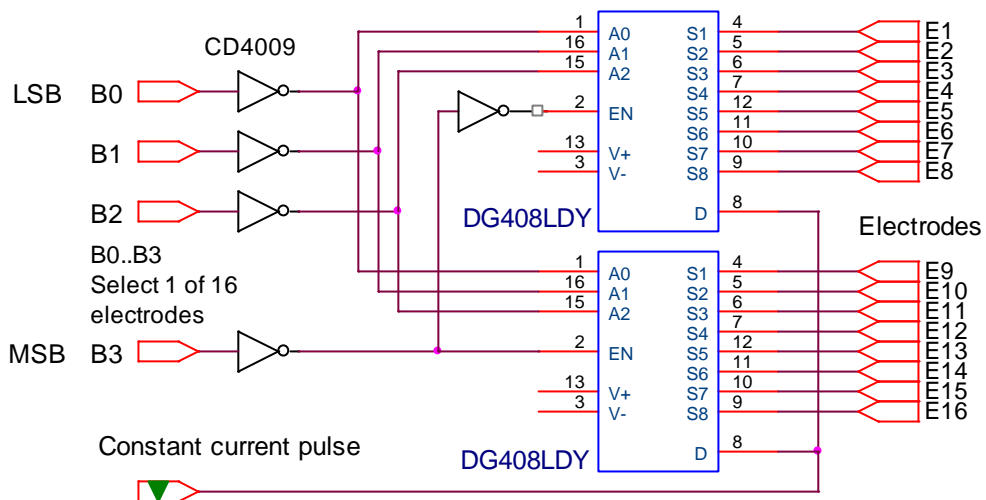 CD4009
LSB B0
B1
B2
B0..B3
Select 1 of 16
electrodes
MSB B3
Constant current pulse
1 A0 S1 4 E1
16 A1 S2 5 E2
15 A2 S3 6 E3
S4 7 E4
2 EN S5 12 E5
S6 11 E6
13 V+ S7 10 E7
3 V- S8 9 E8
D 8
DG408LDY
Electrodes
1 A0 S1 4 E9
16 A1 S2 5 E10
15 A2 S3 6 E11
S4 7 E12
2 EN S5 12 E13
S6 11 E14
13 V+ S7 10 E15
3 V- S8 9 E16
D 8
DG408LDY